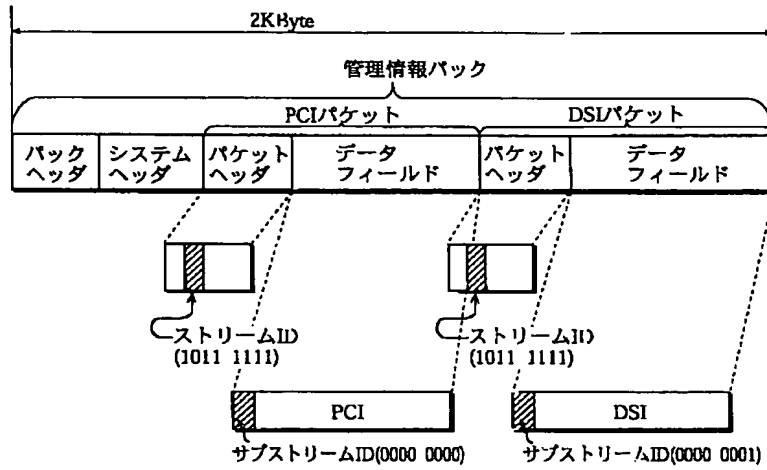 2KByte
管理情報パック
PCIパケット
DSIパケット
パック
ヘッダ
システム
ヘッダ
パケット
ヘッダ
データ
フィールド
パケット
ヘッダ
データ
フィールド
ストリームID
(1011 1111)
ストリームID
(1011 1111)
PCI
DSI
サブストリームID(0000 0000)
サブストリームID(0000 0001)